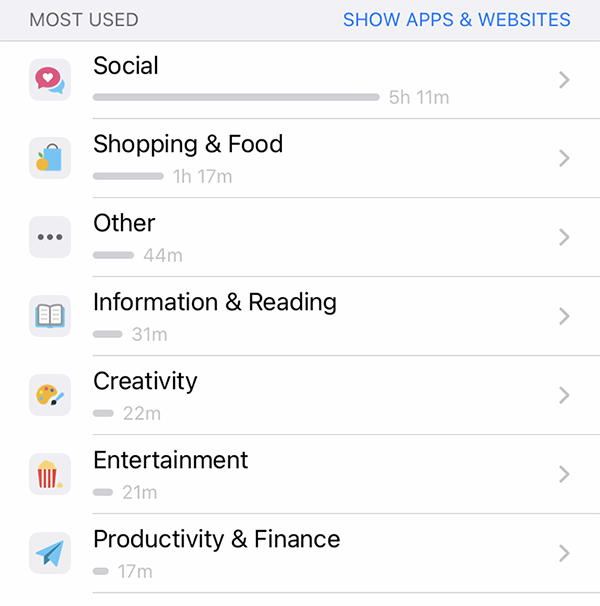 MOST USED SHOW APPS & WEBSITES
Social
5h 11m
Shopping & Food
1h 17m
Other
44m
Information & Reading
31m
Creativity
22m
Entertainment
21m
Productivity & Finance
17m